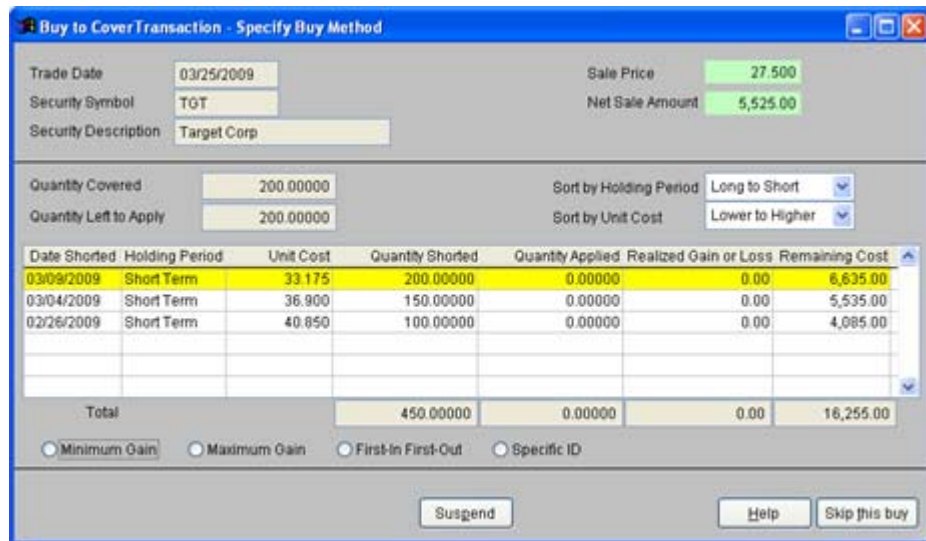 Buy to CoverTransaction - Specify Buy Method
Trade Date 03/25/2009 Sale Price 27.500
Security Symbol TGT Net Sale Amount 5,525.00
Security Description Target Corp
Quantity Covered 200.00000 Sort by Holding Period Long to Short
Quantity Left to Apply 200.00000 Sort by Unit Cost Lower to Higher
Date Shorted Holding Period Unit Cost Quantity Shorted Quantity Applied Realized Gain or Loss Remaining Cost
03/09/2009 Short Term 33.175 200.00000 0.00000 0.00 6,635.00
03/04/2009 Short Term 36.900 150.00000 0.00000 0.00 5,535.00
02/26/2009 Short Term 40.850 100.00000 0.00000 0.00 4,085.00
Total 450.00000 0.00000 0.00 16,255.00
Minimum Gain Maximum Gain First-In First-Out Specific ID
Suspend Help Skip this buy